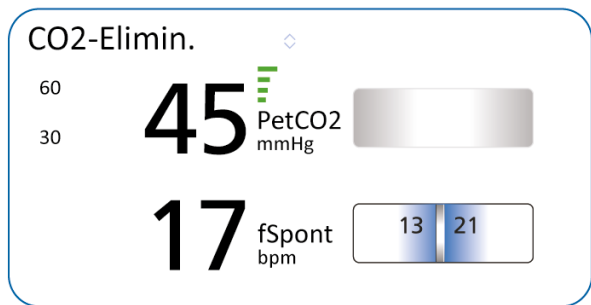 CO2-Elimin.
60
30
45
PetCO2
mmHg
17
fSpont
bpm
13 21